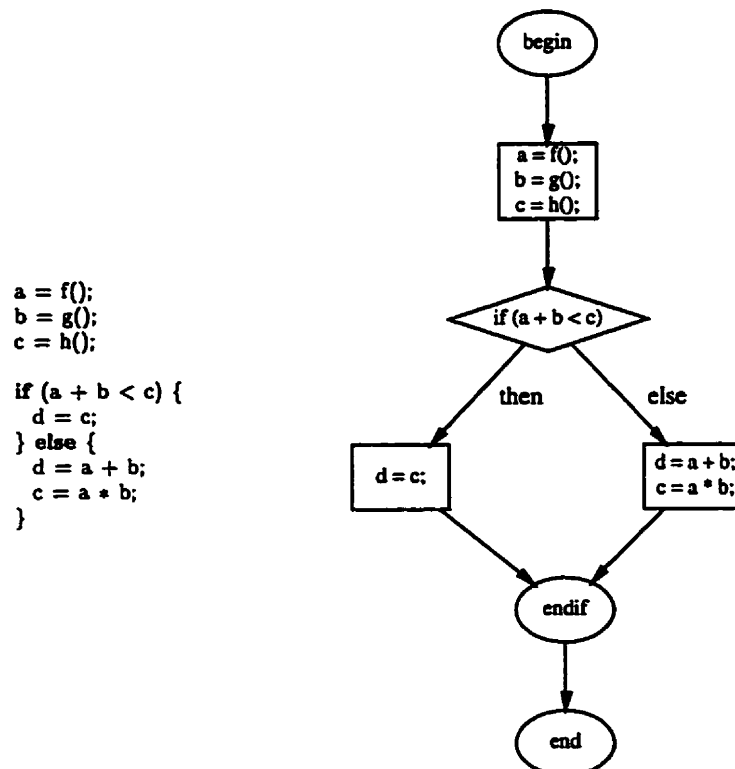 a = f();
b = g();
c = h();
if (a + b < c) {
d = c;
} else {
d = a + b;
c = a * b;
}
begin
a = f();
b = g();
c = h();
if (a + b < c)
then
else
d = c;
d = a + b;
c = a * b;
endif
end